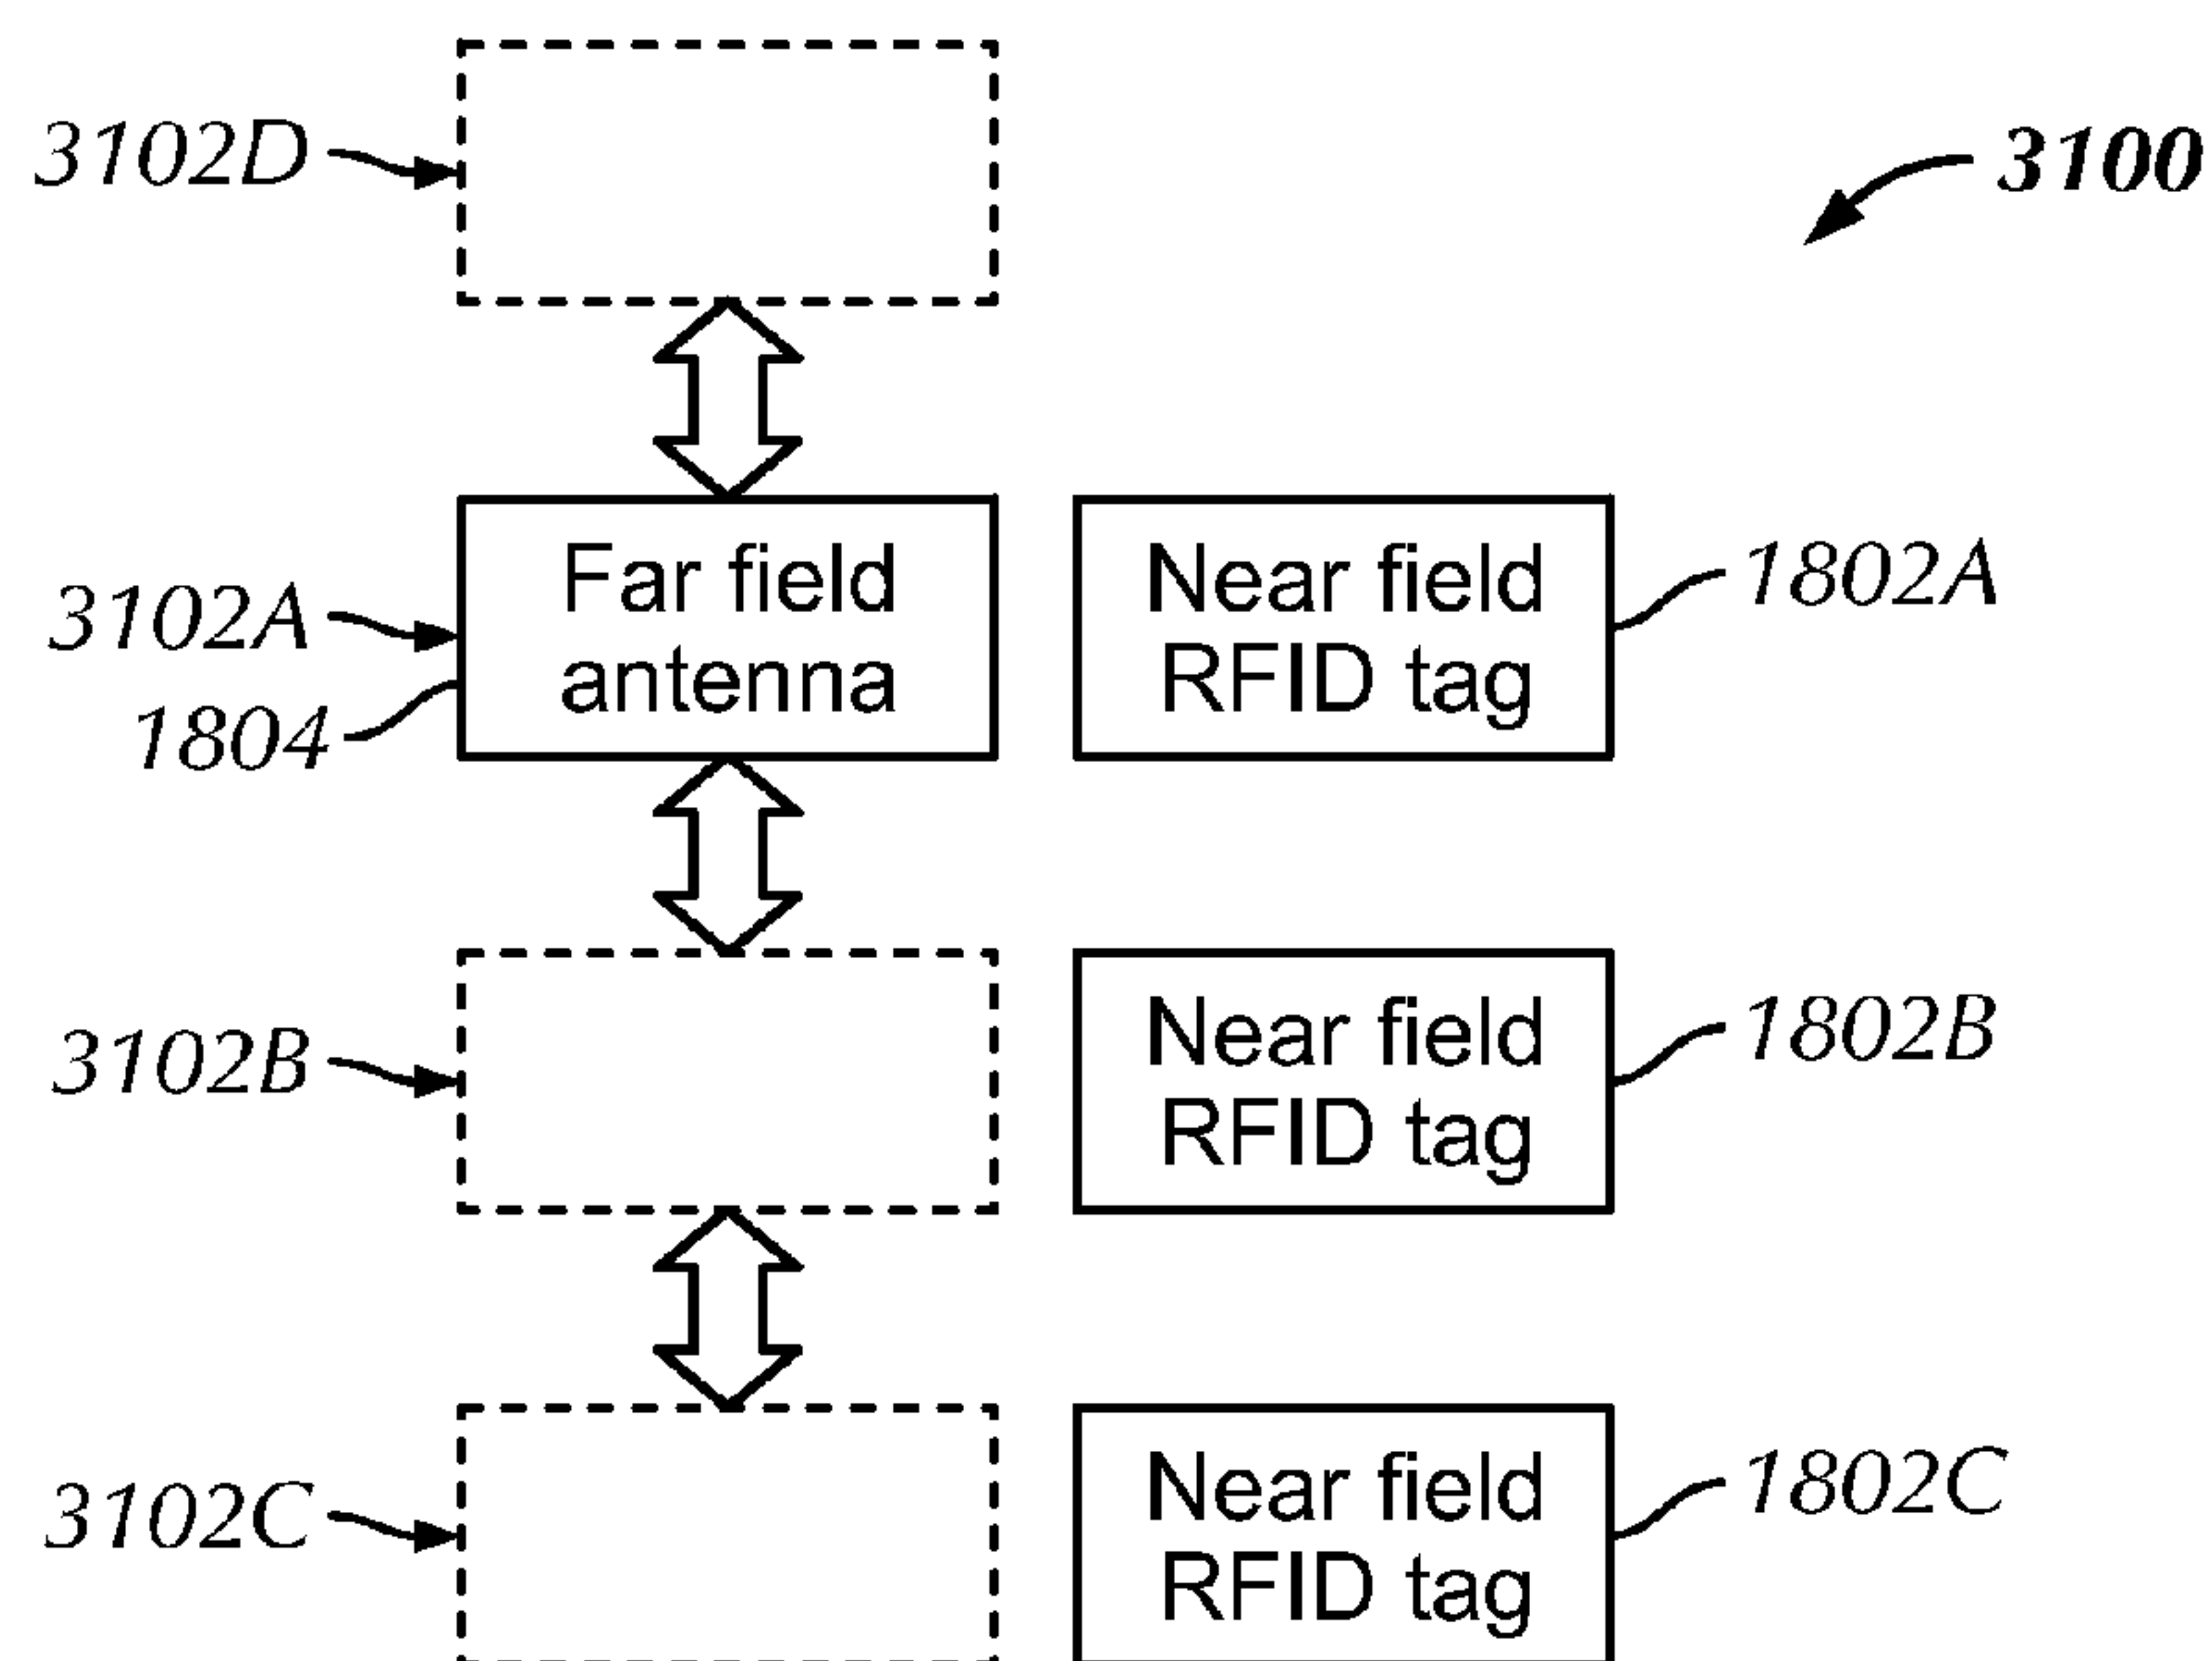 3102D
3100
Far field
antenna
Near field
RFID tag
3102A
1804
1802A
3102B
Near field
RFID tag
1802B
3102C
Near field
RFID tag
1802C